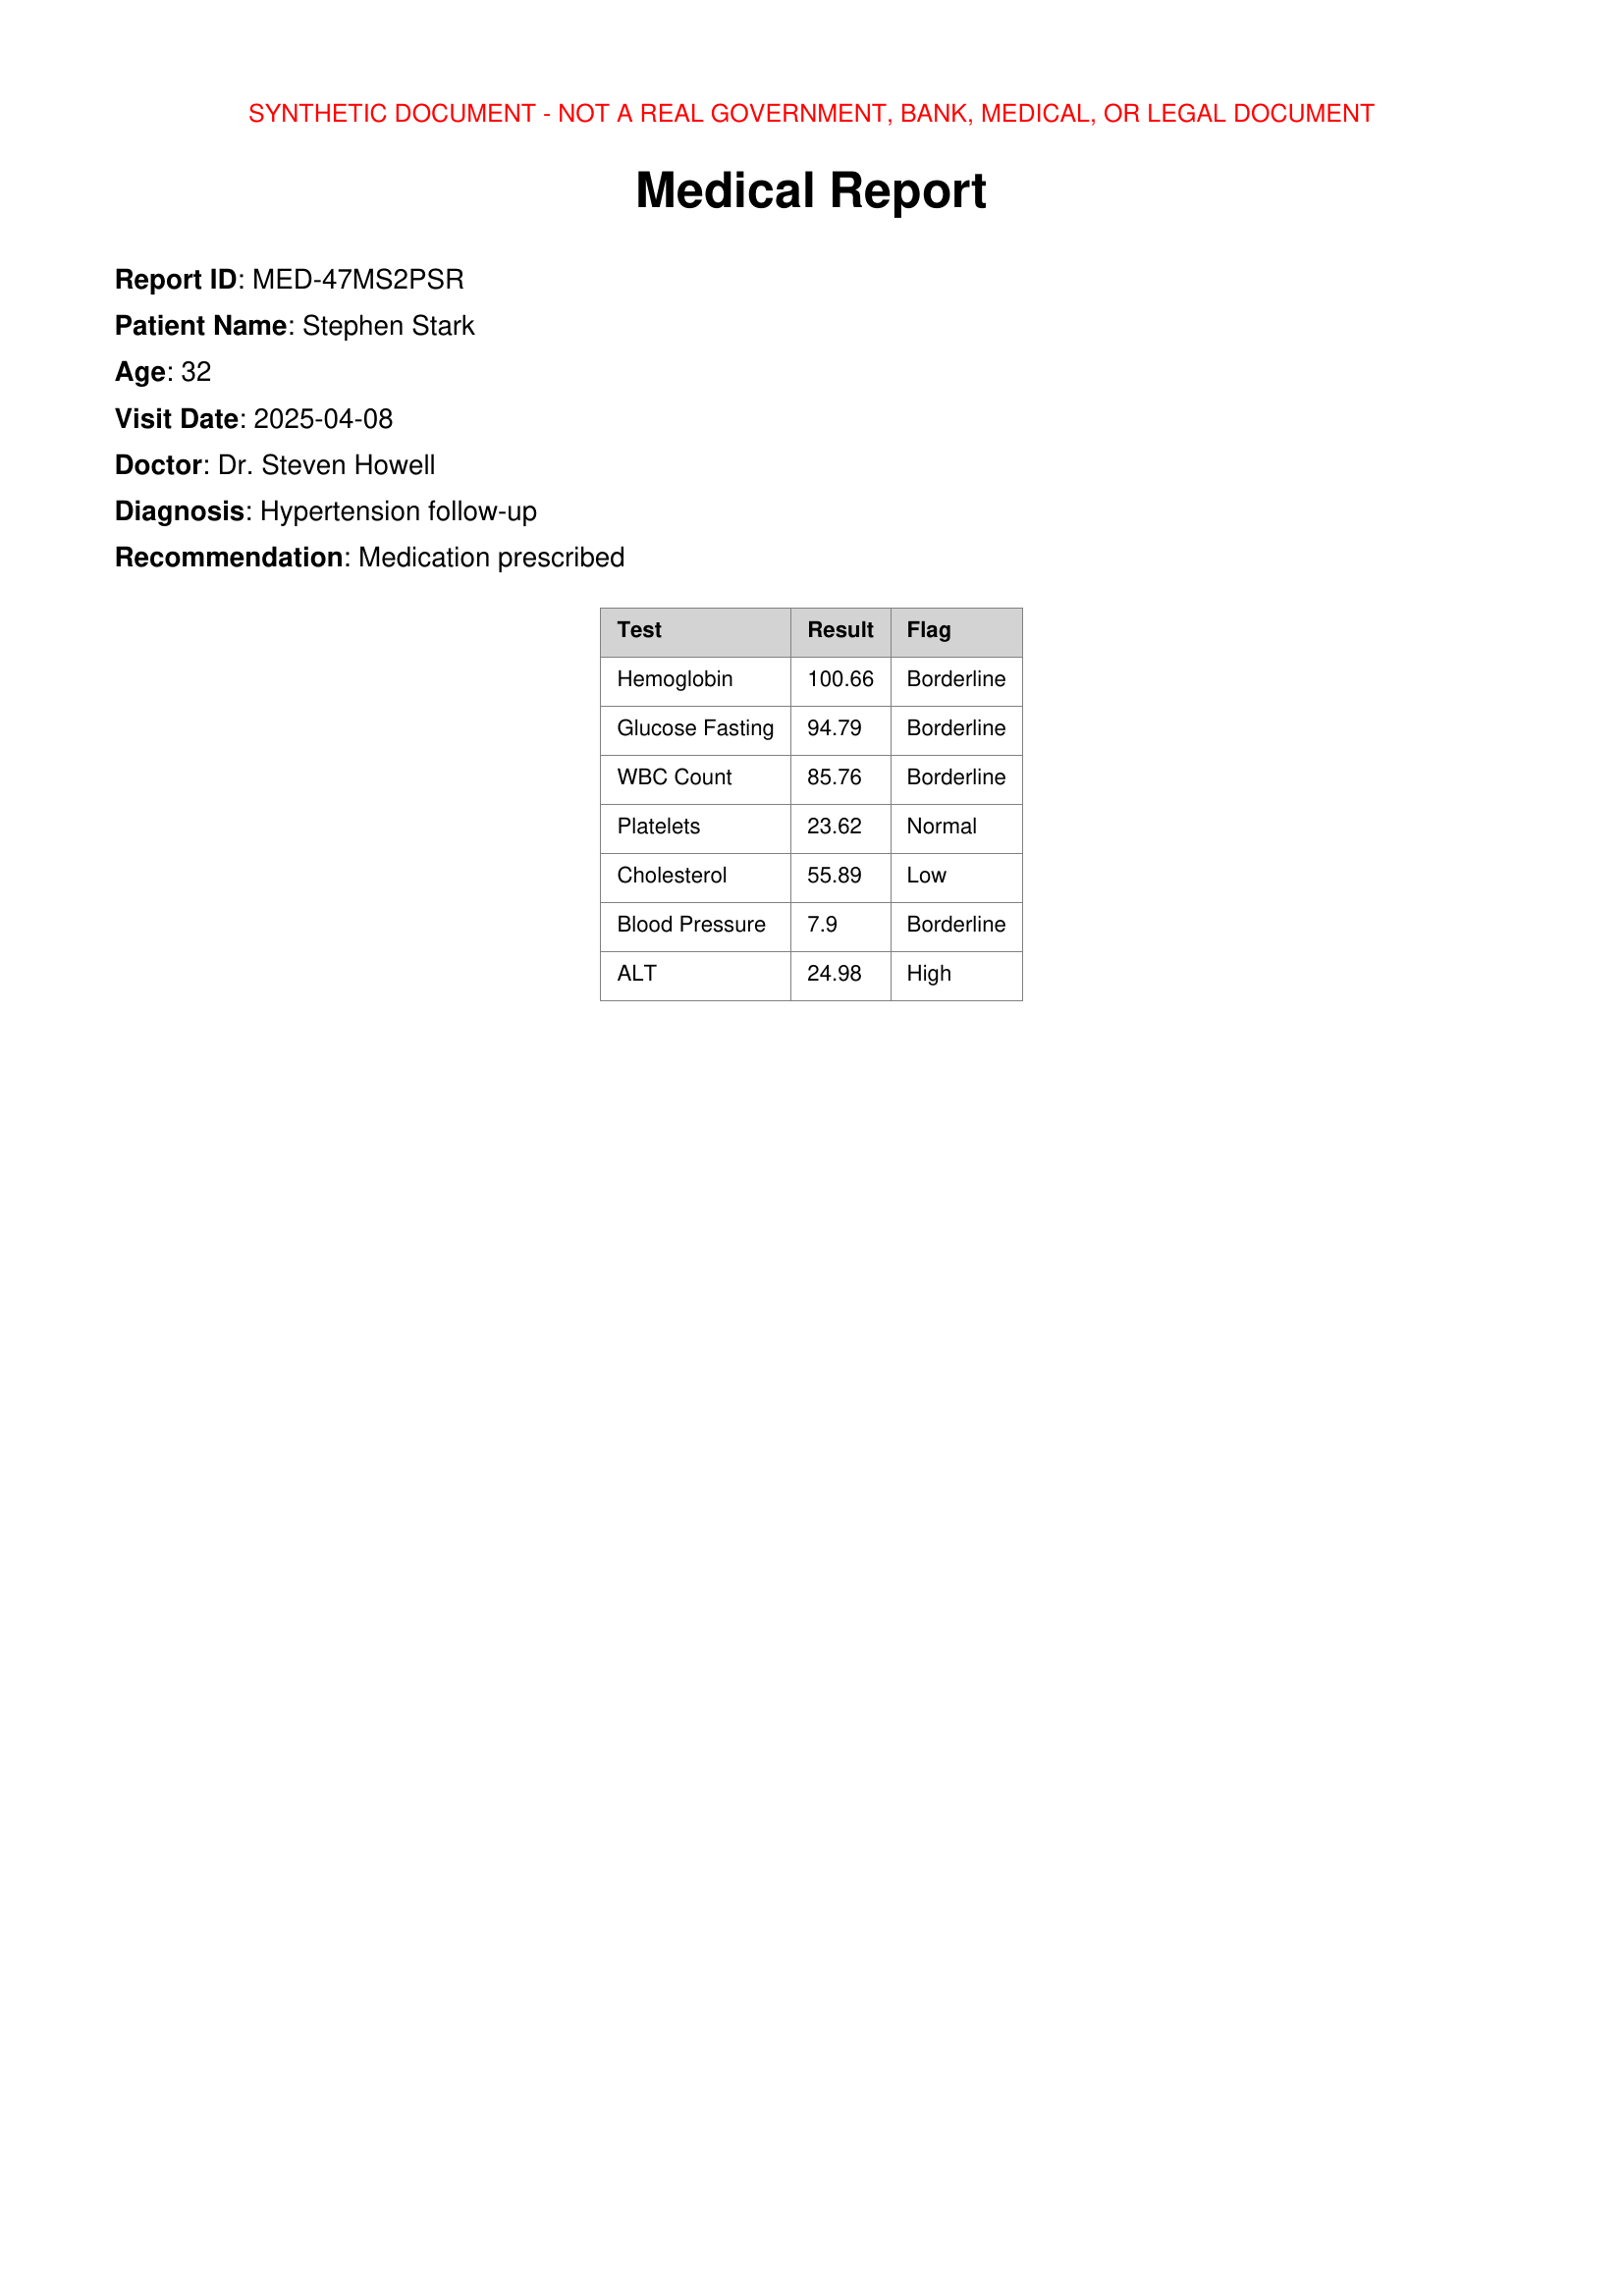 SYNTHETIC DOCUMENT - NOT A REAL GOVERNMENT, BANK, MEDICAL, OR LEGAL DOCUMENT
Medical Report
Report ID: MED-47MS2PSR
Patient Name: Stephen Stark
Age: 32
Visit Date: 2025-04-08
Doctor: Dr. Steven Howell
Diagnosis: Hypertension follow-up
Recommendation: Medication prescribed
Test Result Flag
Hemoglobin 100.66 Borderline
Glucose Fasting 94.79 Borderline
WBC Count 85.76 Borderline
Platelets 23.62 Normal
Cholesterol 55.89 Low
Blood Pressure 7.9 Borderline
ALT 24.98 High